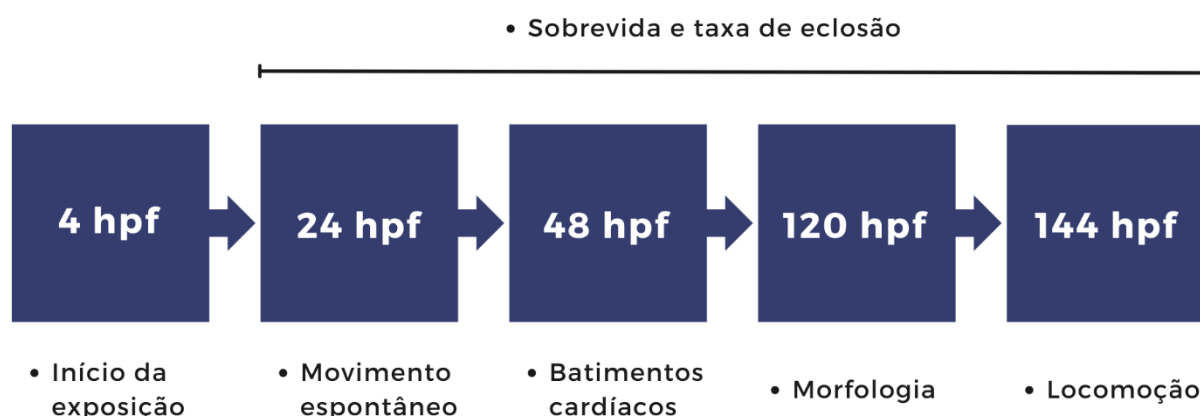 • Sobrevida e taxa de eclosão
4 hpf
24 hpf
48 hpf
120 hpf
144 hpf
• Início da
exposição
• Movimento
espontâneo
• Batimentos
cardíacos
• Morfologia
• Locomoção